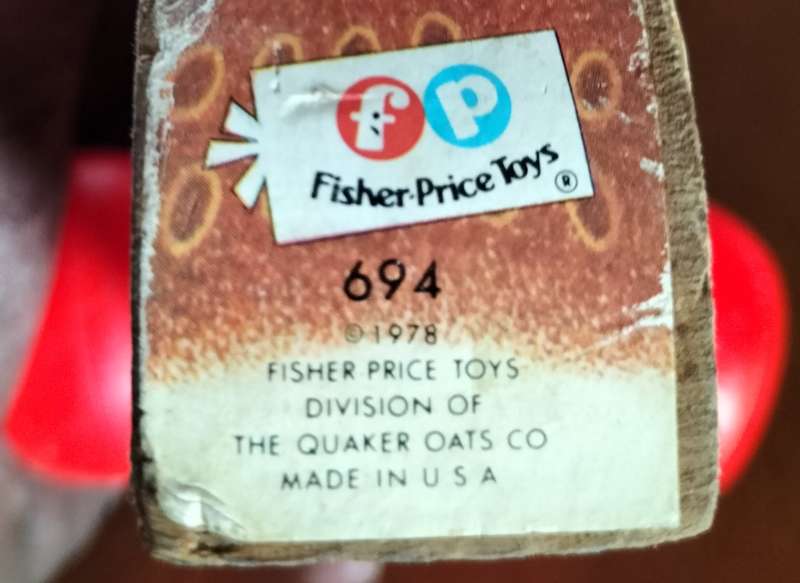 fp
Fisher-Price Toys ®
694
© 1978
FISHER PRICE TOYS
DIVISION OF
THE QUAKER OATS CO
MADE IN U S A